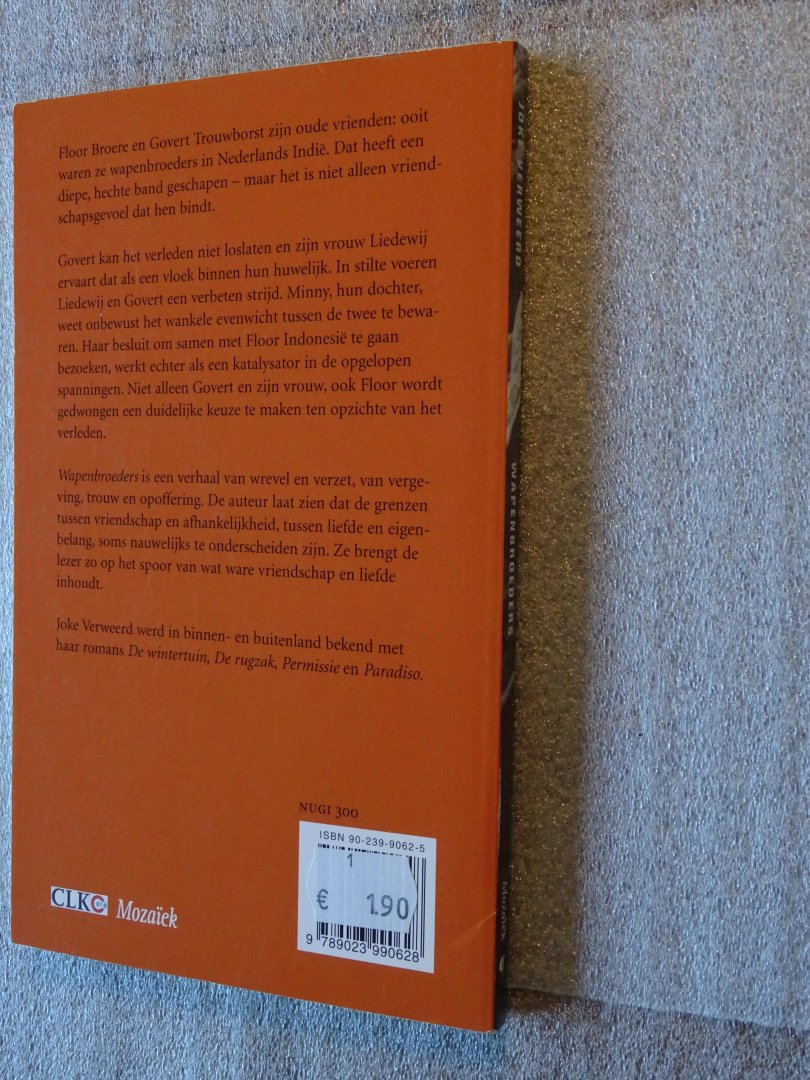 Floor Broere en Govert Trouwborst zijn oude vrienden: ooit
waren ze wapenbroeders in Nederlands Indië. Dat heeft een
diepe, hechte band geschapen – maar het is niet alleen vriend-
schapsgevoel dat hen bindt.
Govert kan het verleden niet loslaten en zijn vrouw Liedewij
ervaart dat als een vloek binnen hun huwelijk. In stilte voeren
Liedewij en Govert een verbeten strijd. Minny, hun dochter,
weet onbewust het wankele evenwicht tussen de twee te bewa-
ren. Haar besluit om samen met Floor Indonesië te gaan
bezoeken, werkt echter als een katalysator in de opgelopen
spanningen. Niet alleen Govert en zijn vrouw, ook Floor wordt
gedwongen een duidelijke keuze te maken ten opzichte van het
verleden.
Wapenbroeders is een verhaal van wrevel en verzet, van verge-
ving, trouw en opoffering. De auteur laat zien dat de grenzen
tussen vriendschap en afhankelijkheid, tussen liefde en eigen-
belang, soms nauwelijks te onderscheiden zijn. Ze brengt de
lezer zo op het spoor van wat ware vriendschap en liefde
inhoudt.
Joke Verweerd werd in binnen- en buitenland bekend met
haar romans De wintertuin, De rugzak, Permissie en Paradiso.
NUGI 300
ISBN 90-239-9062-5
1
€ 1.90
9 789023 990628
CLK
Mozaïek
JOKE VERWEERD
WAPENBROEDERS
Mozaïek